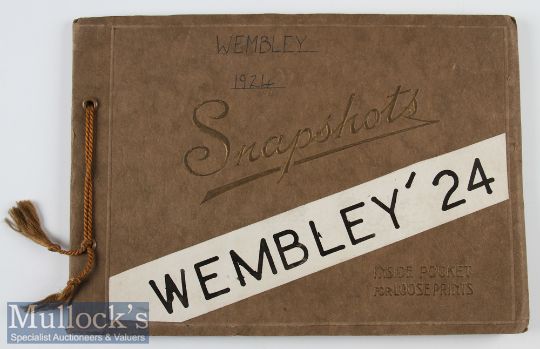 WEMBLEY
1924
Snapshots
WEMBLEY '24
INSIDE POCKET
FOR LOOSE PRINTS
Mullock's
Specialist Auctioneers & Valuers